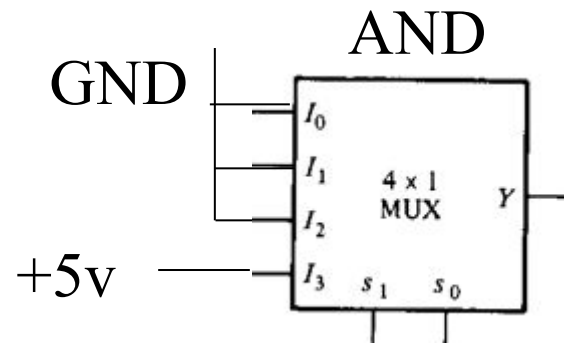 AND
GND
I0
I1
4 × 1
MUX
Y
I2
+5v
I3
s1 s0